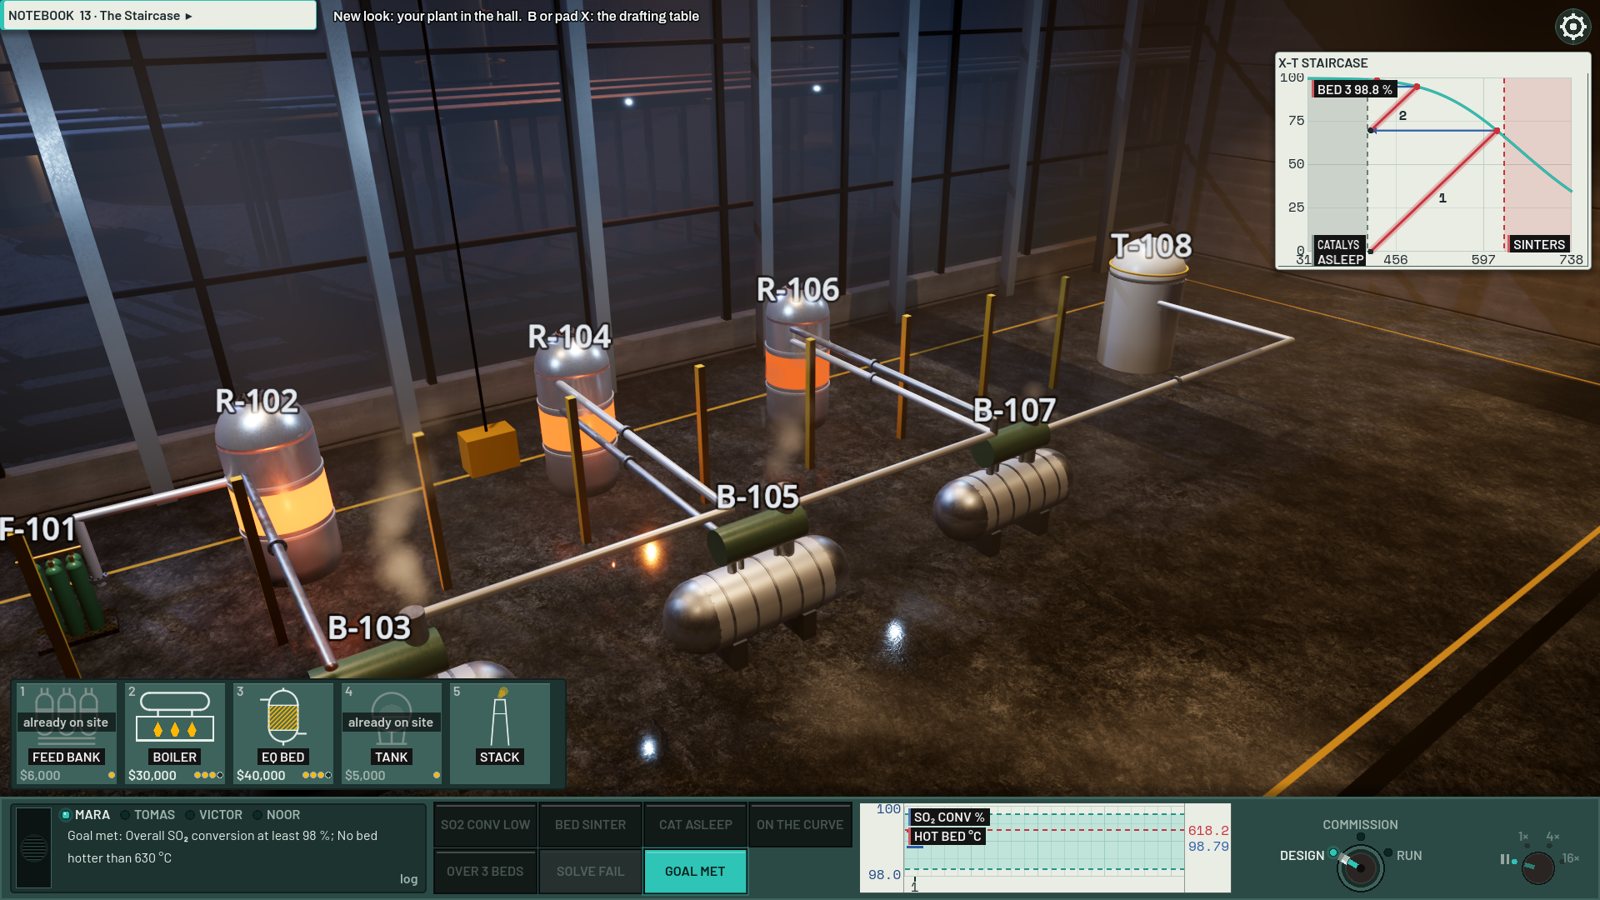 NOTEBOOK 13 · The Staircase ▸
New look: your plant in the hall. B or pad X: the drafting table
X-T STAIRCASE
100
BED 3 98.8 %
2
75
50
1
25
0
CATALYS
ASLEEP
SINTERS
31
456
597
738
T-108
R-106
R-104
R-102
B-107
B-105
F-101
B-103
1
already on site
FEED BANK
$6,000
2
BOILER
$30,000
3
EQ BED
$40,000
4
already on site
TANK
$5,000
5
STACK
MARA TOMAS VICTOR NOOR
Goal met: Overall SO₂ conversion at least 98 %; No bed
hotter than 630 °C
log
SO2 CONV LOW
BED SINTER
CAT ASLEEP
ON THE CURVE
OVER 3 BEDS
SOLVE FAIL
GOAL MET
100
SO₂ CONV %
HOT BED °C
618.2
98.79
98.0
1
COMMISSION
DESIGN
RUN
1×
4×
16×